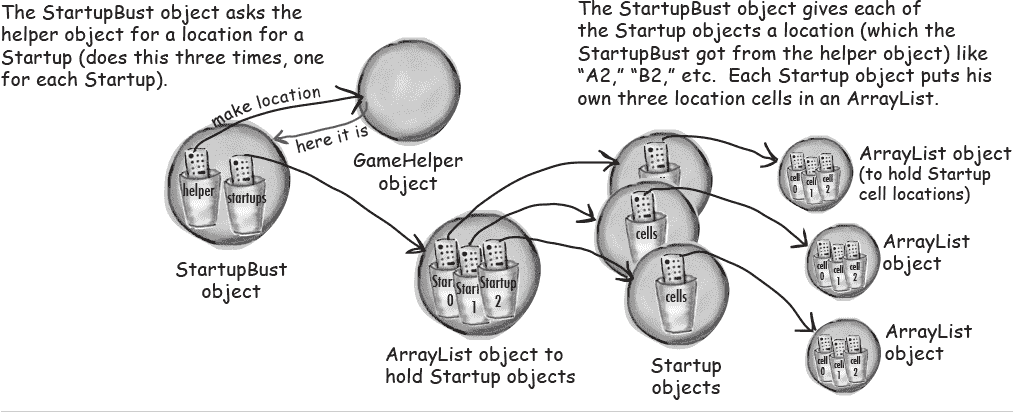 The StartupBust object asks the
helper object for a location for a
Startup (does this three times, one
for each Startup).
The StartupBust object gives each of
the Startup objects a location (which the
StartupBust got from the helper object) like
“A2,” “B2,” etc.  Each Startup object puts his
own three location cells in an ArrayList.
make location
here it is
GameHelper
object
helper
startups
StartupBust
object
Startup
2
0
1
ArrayList object to
hold Startup objects
cells
cells
Startup
objects
cell
0
cell
1
cell
2
ArrayList object
(to hold Startup
cell locations)
cell
0
cell
1
cell
2
ArrayList
object
cell
0
cell
1
cell
2
ArrayList
object